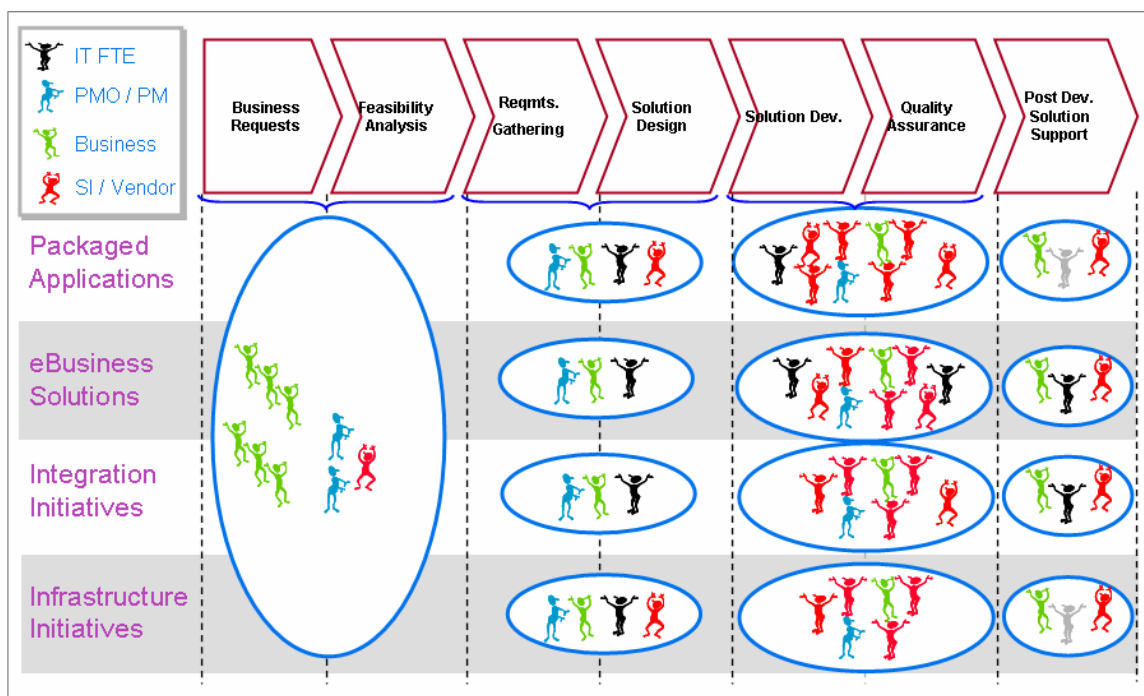 IT FTE
PMO / PM
Business
SI / Vendor
Business
Requests
Feasibility
Analysis
Reqmts.
Gathering
Solution
Design
Solution Dev.
Quality
Assurance
Post Dev.
Solution
Support
Packaged
Applications
eBusiness
Solutions
Integration
Initiatives
Infrastructure
Initiatives